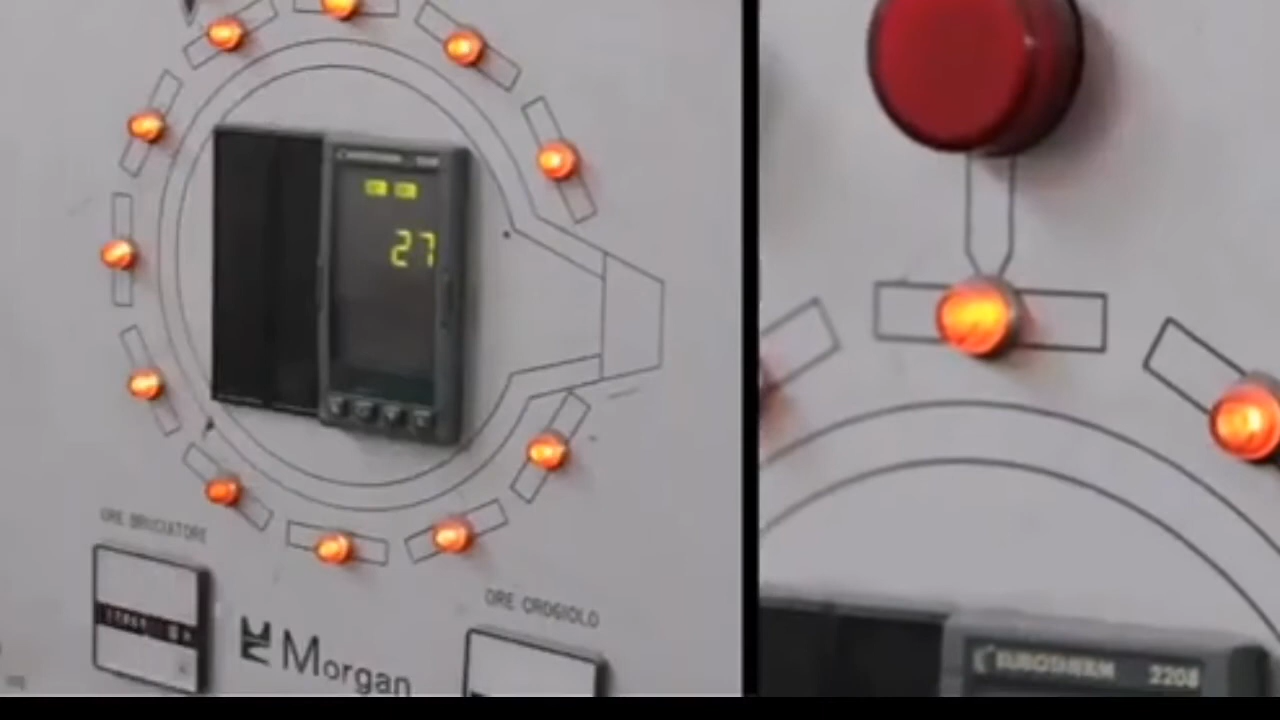 27
ORE BRUCIATORE
ORE CROGIOLO
Morgan
EUROTHERM 2208